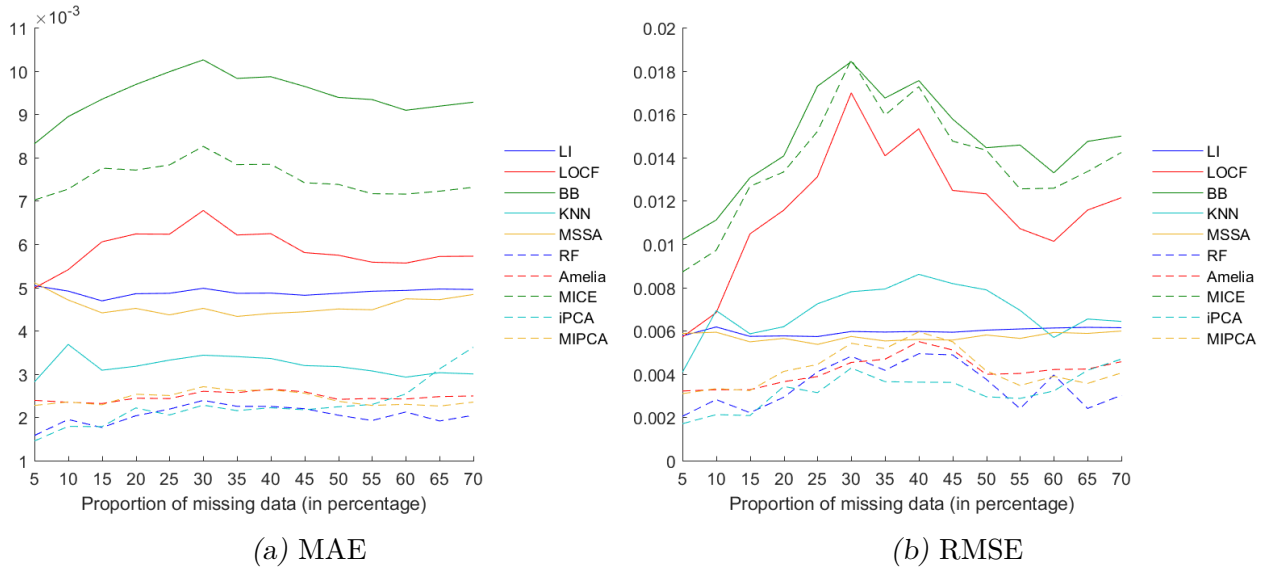 ×10⁻³
11
10
9
8
7
6
5
4
3
2
1
5 10 15 20 25 30 35 40 45 50 55 60 65 70
Proportion of missing data (in percentage)
LI
LOCF
BB
KNN
MSSA
RF
Amelia
MICE
iPCA
MIPCA
(a) MAE
0.02
0.018
0.016
0.014
0.012
0.01
0.008
0.006
0.004
0.002
0
5 10 15 20 25 30 35 40 45 50 55 60 65 70
Proportion of missing data (in percentage)
LI
LOCF
BB
KNN
MSSA
RF
Amelia
MICE
iPCA
MIPCA
(b) RMSE